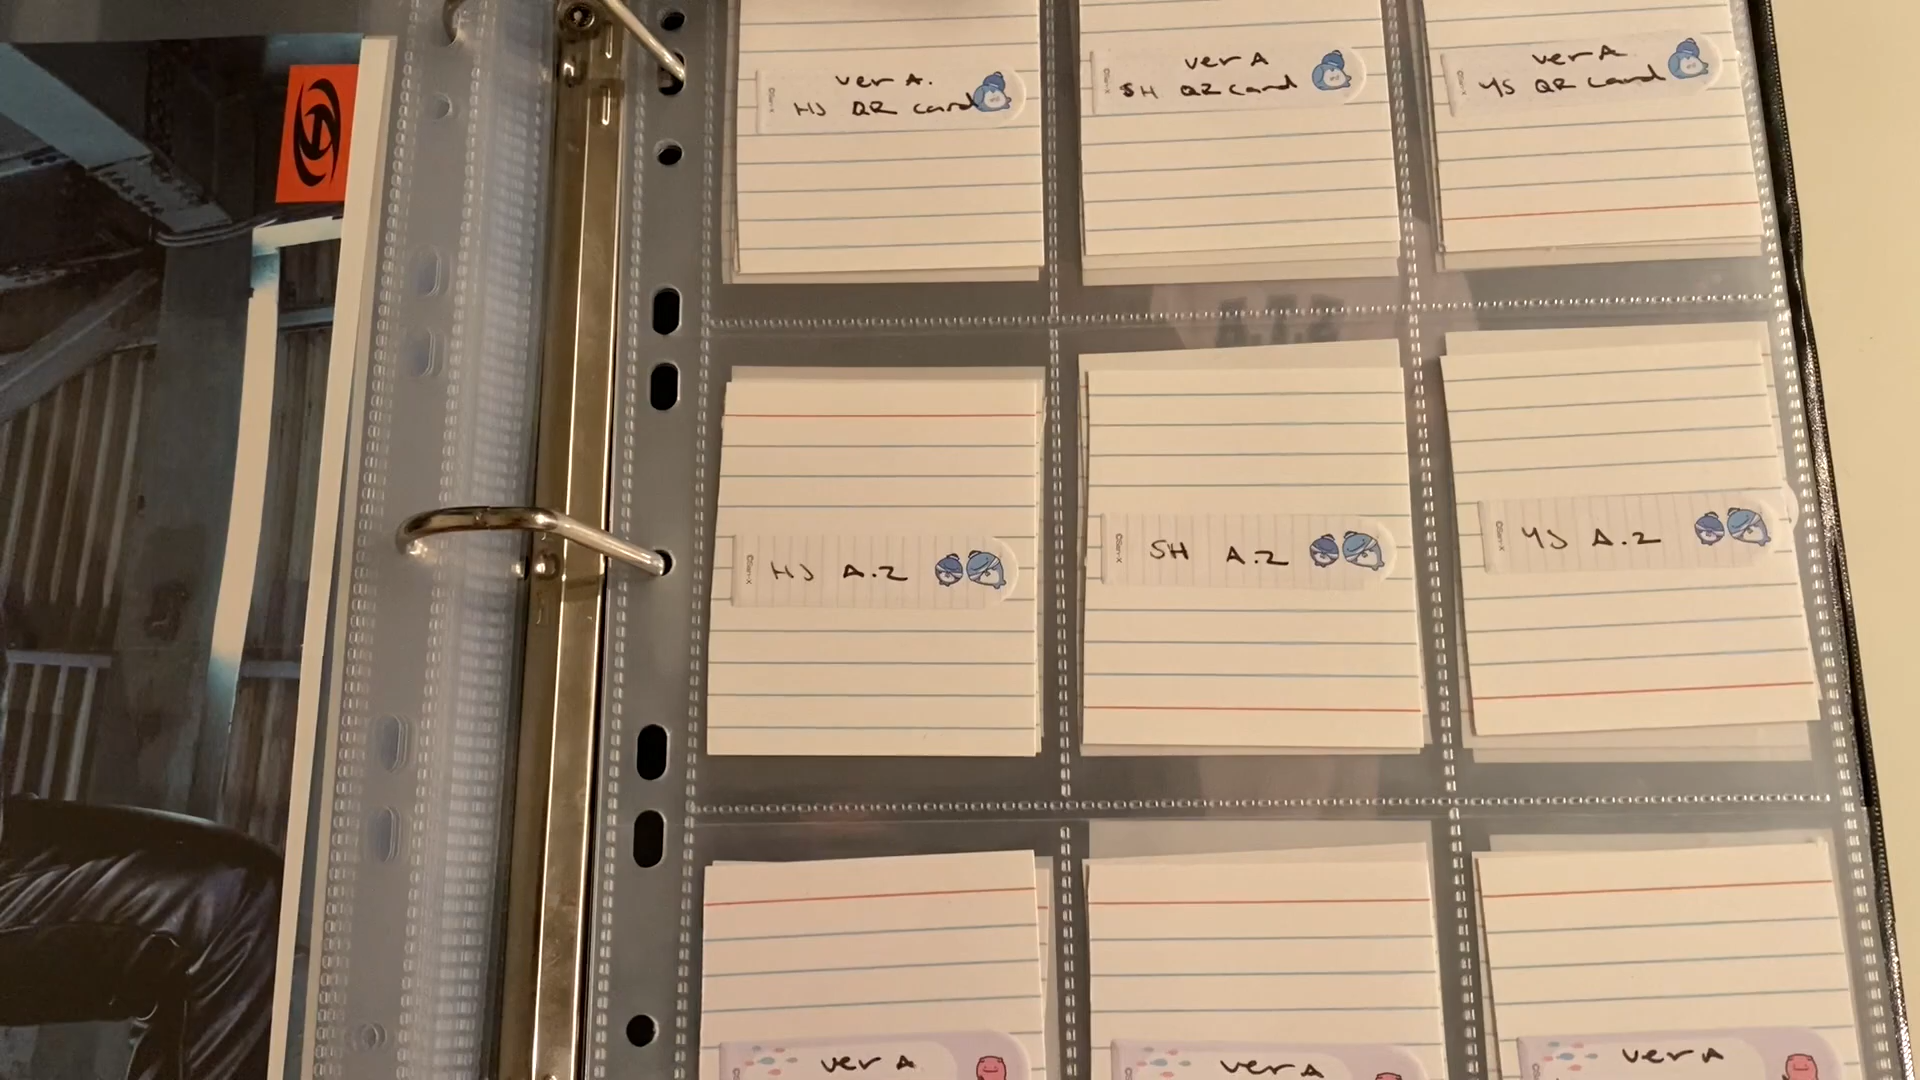 ver A.
HJ QR card
ver A
SH QR card
ver A
YS QR card
HJ A.2
SH A.2
YJ A.2
ver A
ver A
ver A